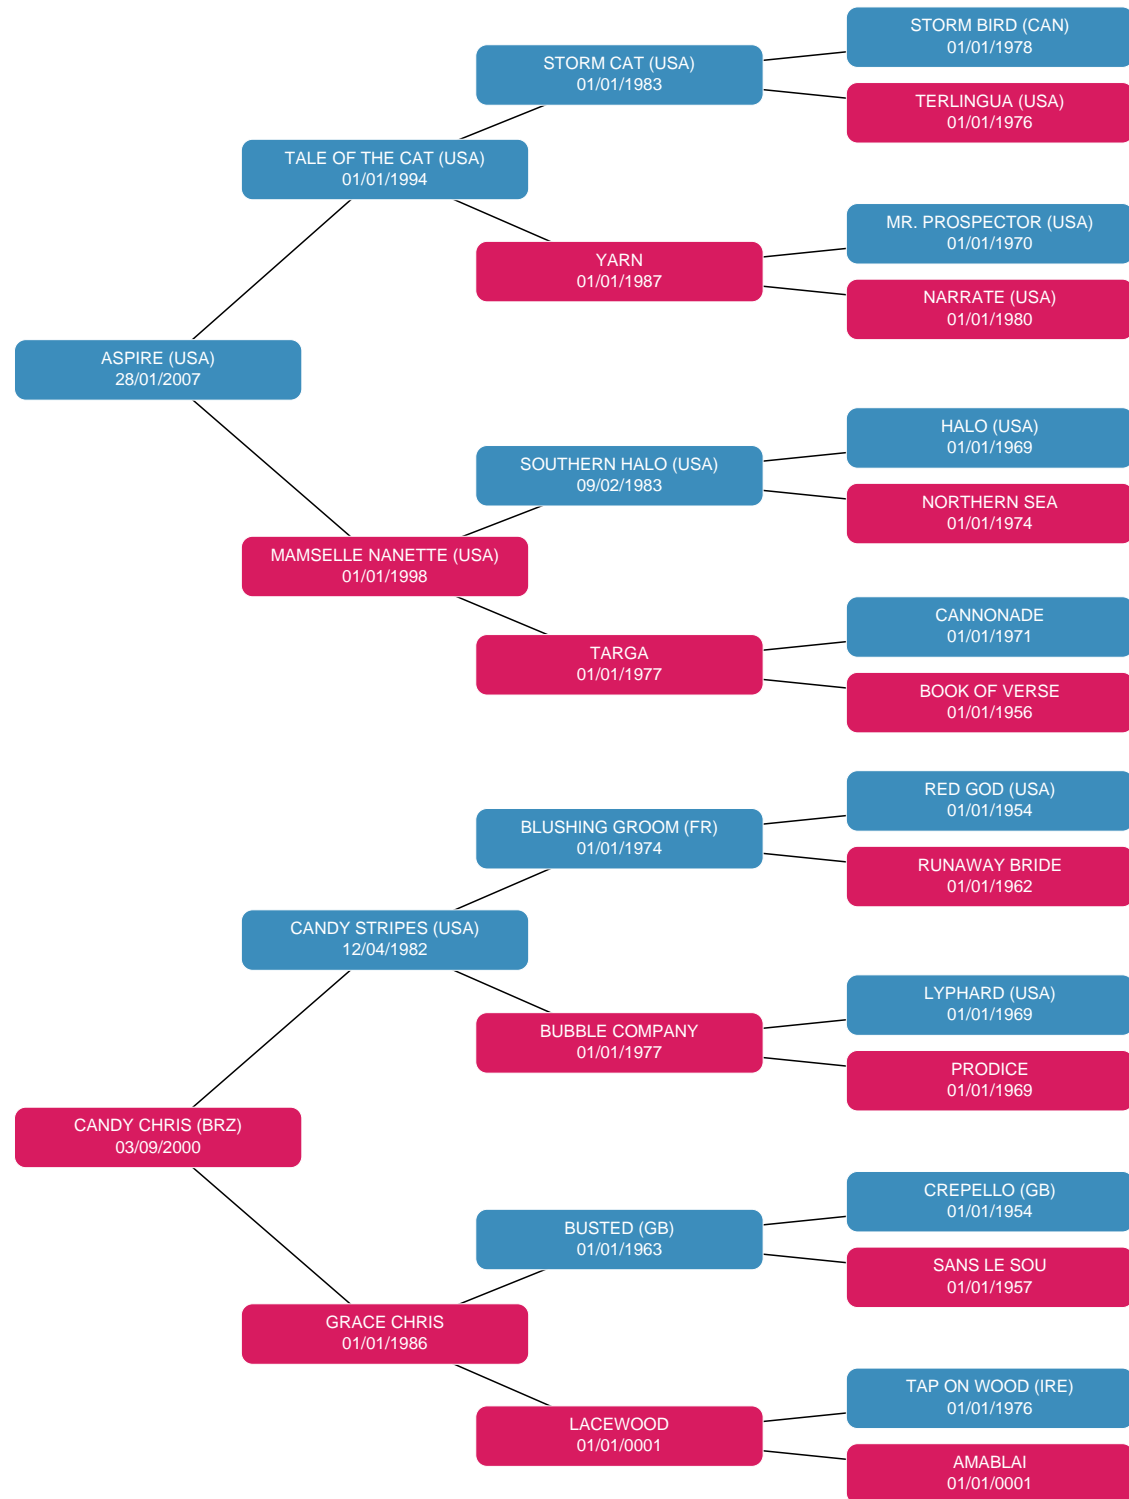 STORM BIRD (CAN)
01/01/1978
STORM CAT (USA)
01/01/1983
TERLINGUA (USA)
01/01/1976
TALE OF THE CAT (USA)
01/01/1994
MR. PROSPECTOR (USA)
01/01/1970
YARN
01/01/1987
NARRATE (USA)
01/01/1980
ASPIRE (USA)
28/01/2007
HALO (USA)
01/01/1969
SOUTHERN HALO (USA)
09/02/1983
NORTHERN SEA
01/01/1974
MAMSELLE NANETTE (USA)
01/01/1998
CANNONADE
01/01/1971
TARGA
01/01/1977
BOOK OF VERSE
01/01/1956
RED GOD (USA)
01/01/1954
BLUSHING GROOM (FR)
01/01/1974
RUNAWAY BRIDE
01/01/1962
CANDY STRIPES (USA)
12/04/1982
LYPHARD (USA)
01/01/1969
BUBBLE COMPANY
01/01/1977
PRODICE
01/01/1969
CANDY CHRIS (BRZ)
03/09/2000
CREPELLO (GB)
01/01/1954
BUSTED (GB)
01/01/1963
SANS LE SOU
01/01/1957
GRACE CHRIS
01/01/1986
TAP ON WOOD (IRE)
01/01/1976
LACEWOOD
01/01/0001
AMABLAI
01/01/0001